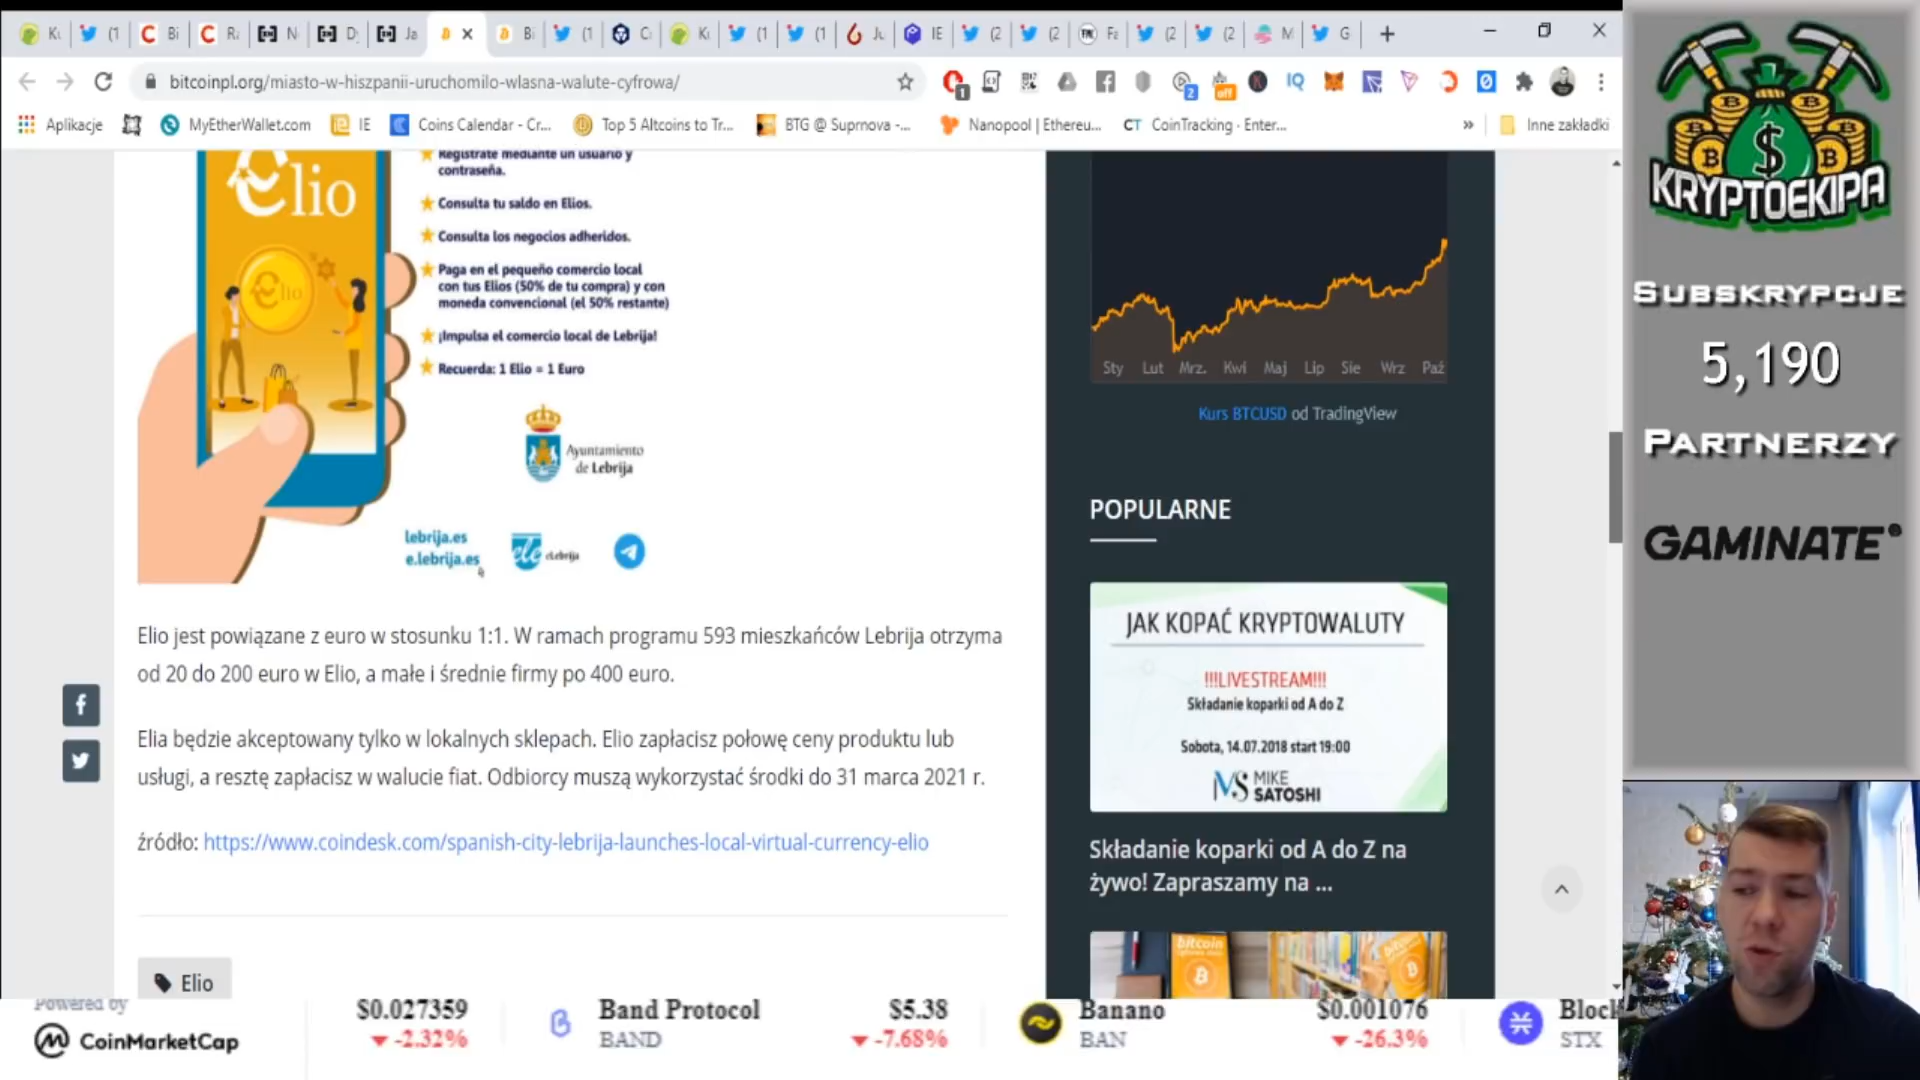 bitcoinpl.org/miasto-w-hiszpanii-uruchomilo-wlasna-walute-cyfrowa/
Aplikacje
MyEtherWallet.com
IE
Coins Calendar - Cr...
Top 5 Altcoins to Tr...
BTG @ Suprnova -...
Nanopool | Ethereu...
CoinTracking · Enter...
Inne zakładki
elio
Regístrate mediante un usuario y
contraseña.
Consulta tu saldo en Elios.
Consulta los negocios adheridos.
Paga en el pequeño comercio local
con tus Elios (50% de tu compra) y con
moneda convencional (el 50% restante)
¡Impulsa el comercio local de Lebrija!
Recuerda: 1 Elio = 1 Euro
Ayuntamiento
de Lebrija
lebrija.es
e.lebrija.es
Elio jest powiązane z euro w stosunku 1:1. W ramach programu 593 mieszkańców Lebrija otrzyma
od 20 do 200 euro w Elio, a małe i średnie firmy po 400 euro.
Elia będzie akceptowany tylko w lokalnych sklepach. Elio zapłacisz połowę ceny produktu lub
usługi, a resztę zapłacisz w walucie fiat. Odbiorcy muszą wykorzystać środki do 31 marca 2021 r.
źródło: https://www.coindesk.com/spanish-city-lebrija-launches-local-virtual-currency-elio
Elio
Sty Lut Mrz. Kwi Maj Lip Sie Wrz Paź
Kurs BTCUSD od TradingView
POPULARNE
JAK KOPAĆ KRYPTOWALUTY
!!!LIVESTREAM!!!
Składanie koparki od A do Z
Sobota, 14.07.2018 start 19:00
MS MIKE
SATOSHI
Składanie koparki od A do Z na
żywo! Zapraszamy na ...
bitcoin
KRYPTOEKIPA
SUBSKRYPCJE
5,190
PARTNERZY
GAMINATE
Powered by
CoinMarketCap
$0.027359
-2.32%
Band Protocol
BAND
$5.38
-7.68%
Banano
BAN
$0.001076
-26.3%
Block
STX